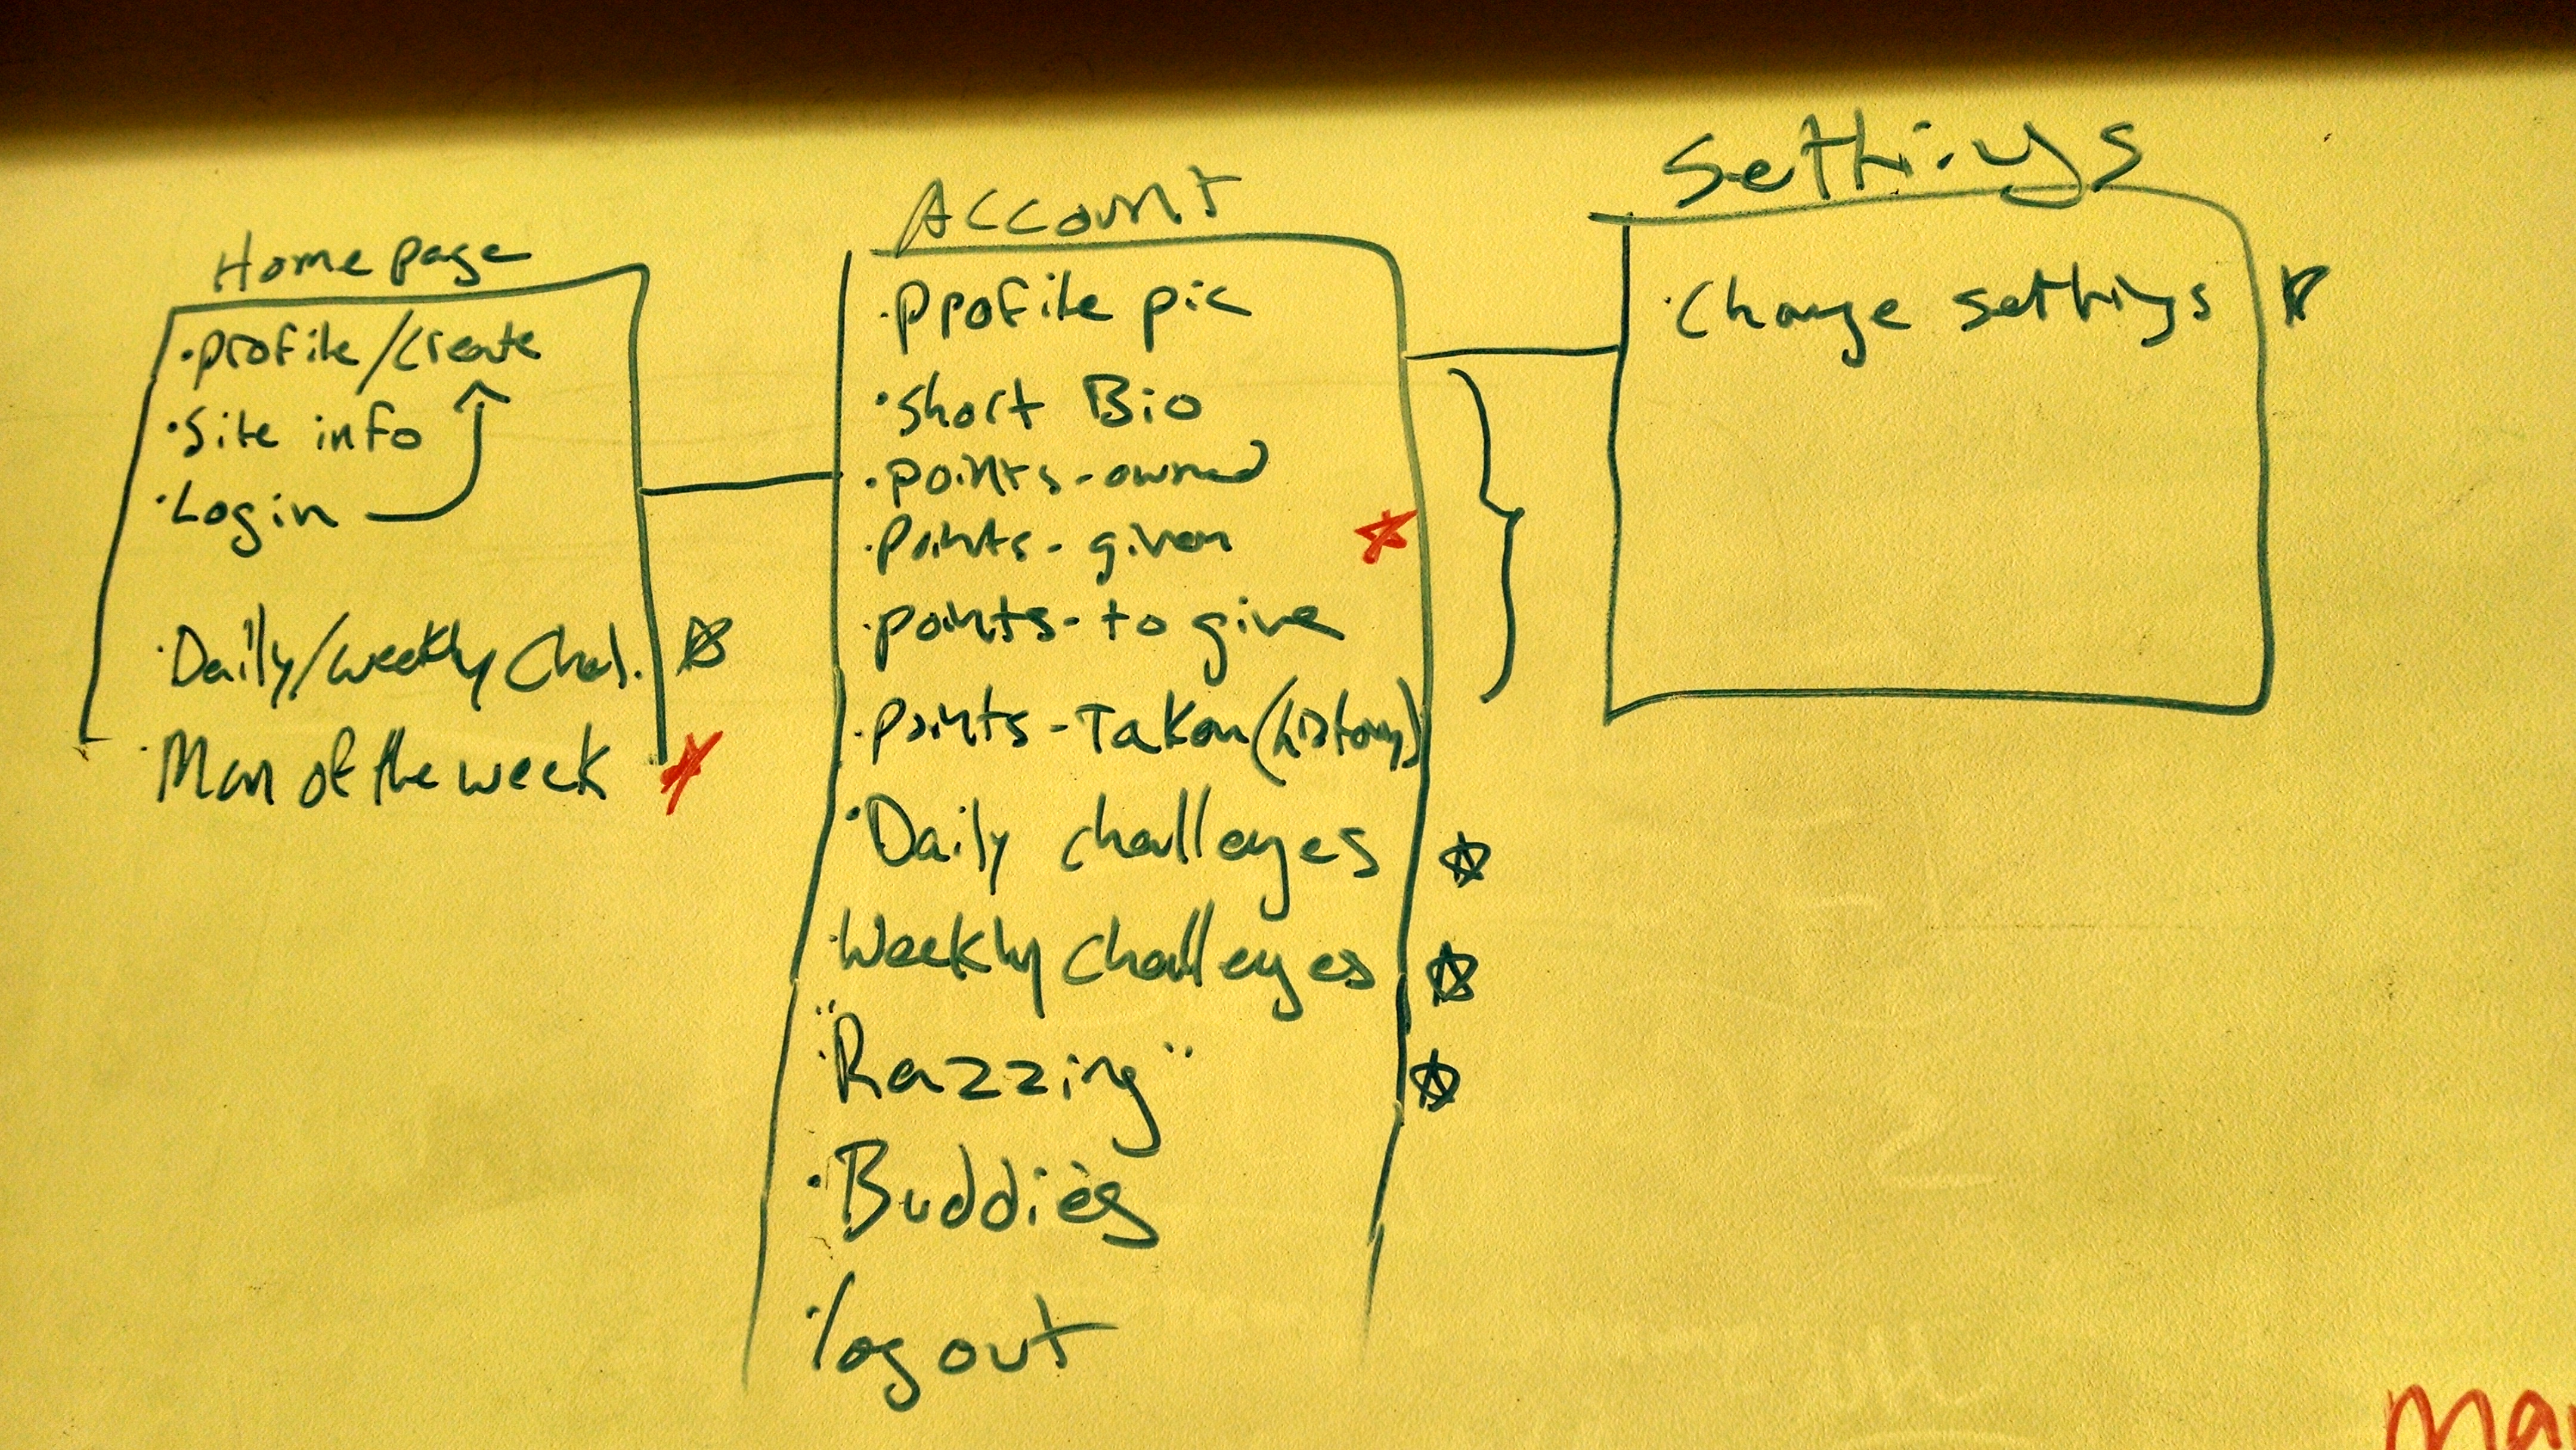 Home page
· profile/create
· Site info
· Login
· Daily/weekly Chal.
· Man of the week
Account
· profile pic
· Short Bio
· points - owned
· Points - given
· points - to give
· points - Taken (history)
· Daily challenges
· Weekly challenges
· "Razzing"
· Buddies
· log out
Settings
· Change settings
Ma